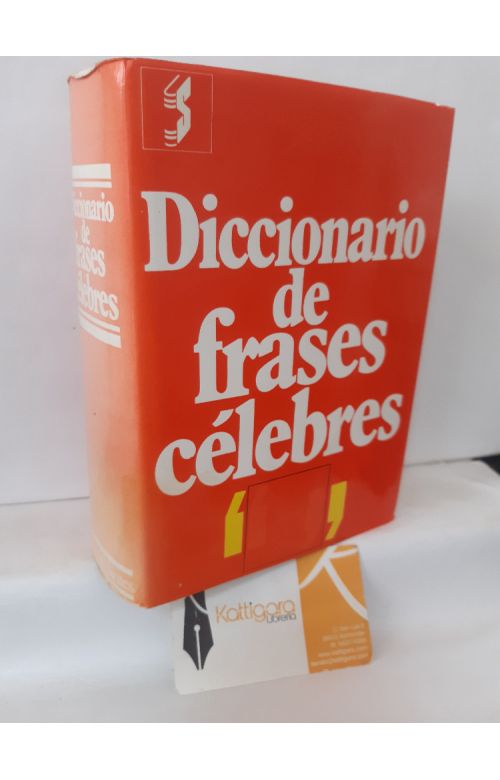 S
Diccionario
de
frases
célebres
‘ ’
Diccionario
de
frases
célebres
Kattigara
Librería